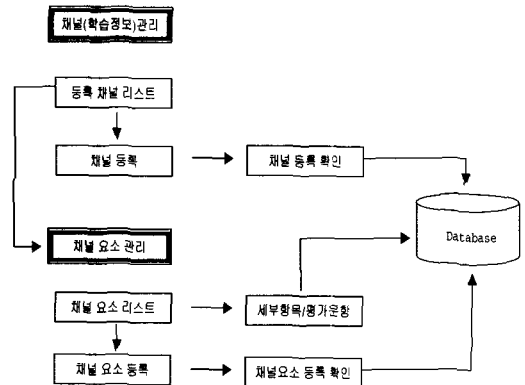 채널(학습정보)관리
등록 채널 리스트
채널 등록
채널 등록 확인
Database
채널 요소 관리
채널 요소 리스트
세부항목/평가문항
채널 요소 등록
채널요소 등록 확인